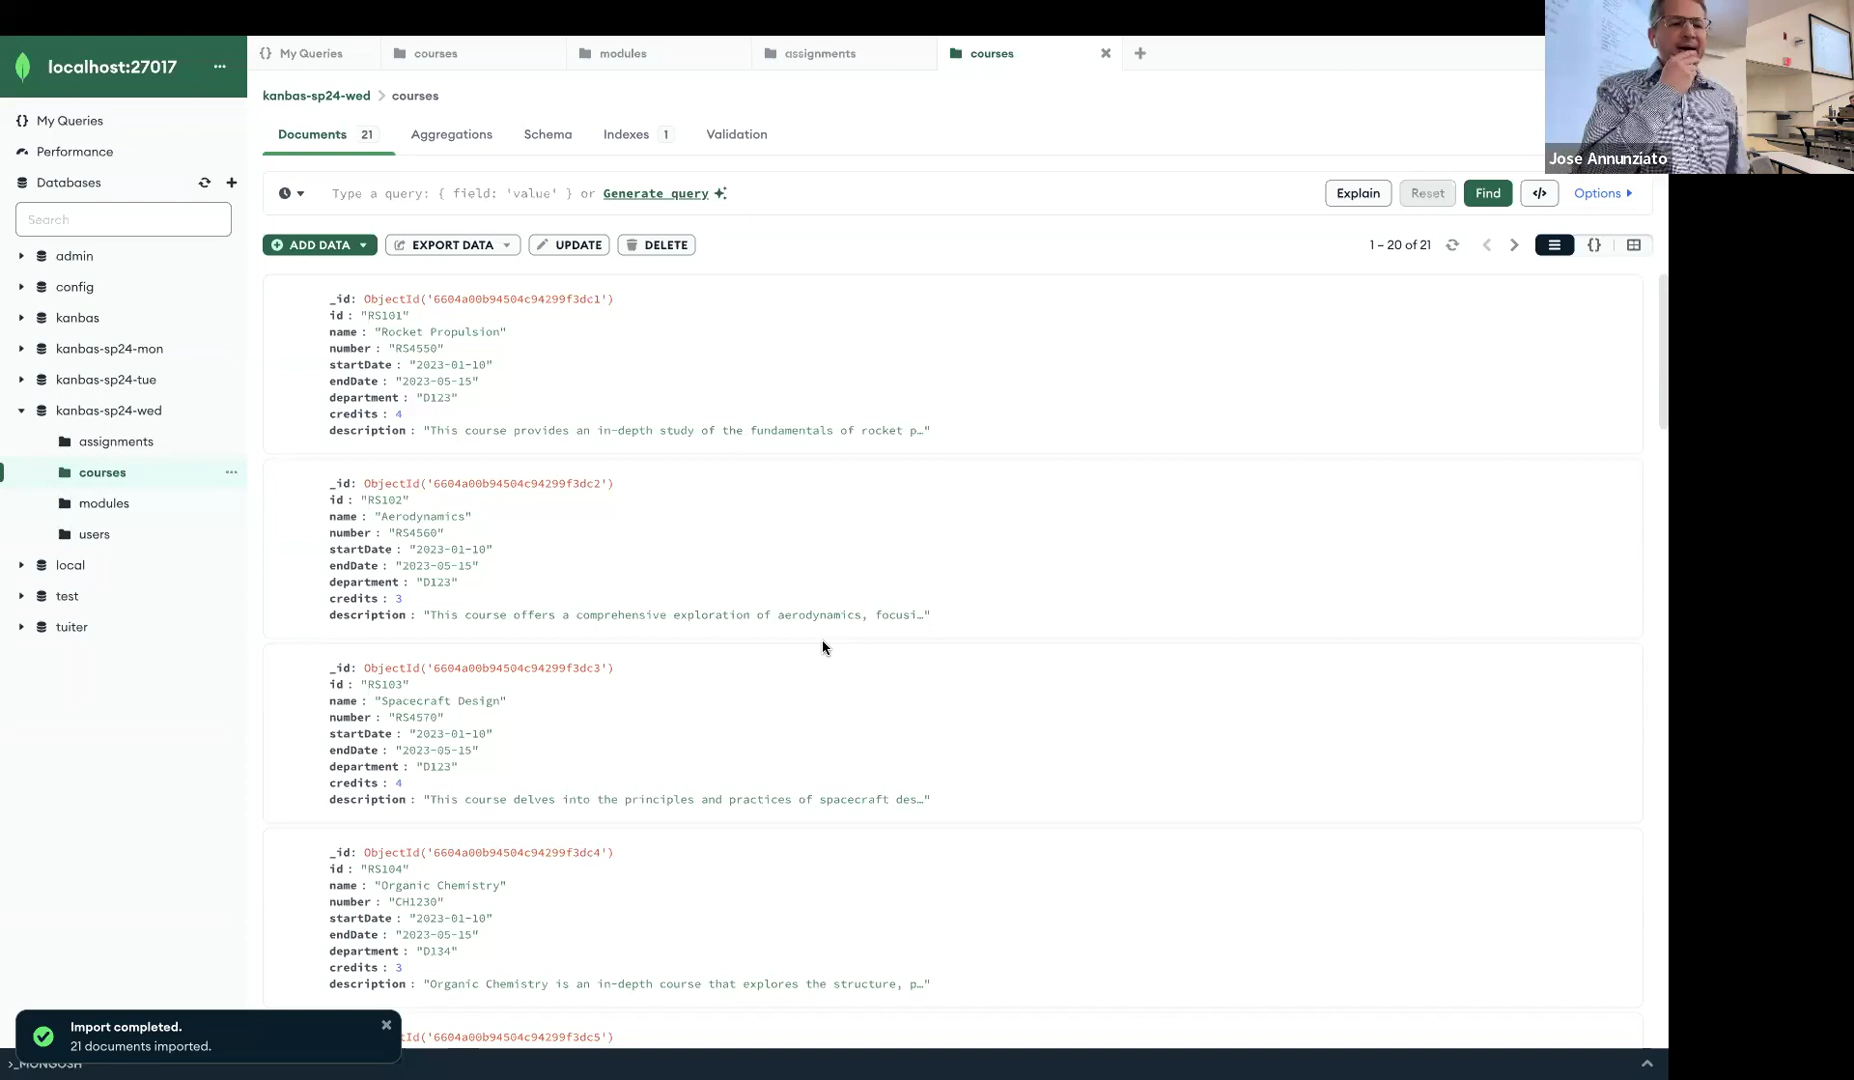 localhost:27017
My Queries
Performance
Databases
Search
admin
config
kanbas
kanbas-sp24-mon
kanbas-sp24-tue
kanbas-sp24-wed
assignments
courses
modules
users
local
test
tuiter
{} My Queries
courses
modules
assignments
courses
kanbas-sp24-wed > courses
Documents 21
Aggregations
Schema
Indexes 1
Validation
Type a query: { field: 'value' } or Generate query
Explain
Reset
Find
</>
Options
ADD DATA
EXPORT DATA
UPDATE
DELETE
1 – 20 of 21
{}
_id: ObjectId('6604a00b94504c94299f3dc1')
id : "RS101"
name : "Rocket Propulsion"
number : "RS4550"
startDate : "2023-01-10"
endDate : "2023-05-15"
department : "D123"
credits : 4
description : "This course provides an in-depth study of the fundamentals of rocket p…"
_id: ObjectId('6604a00b94504c94299f3dc2')
id : "RS102"
name : "Aerodynamics"
number : "RS4560"
startDate : "2023-01-10"
endDate : "2023-05-15"
department : "D123"
credits : 3
description : "This course offers a comprehensive exploration of aerodynamics, focusi…"
_id: ObjectId('6604a00b94504c94299f3dc3')
id : "RS103"
name : "Spacecraft Design"
number : "RS4570"
startDate : "2023-01-10"
endDate : "2023-05-15"
department : "D123"
credits : 4
description : "This course delves into the principles and practices of spacecraft des…"
_id: ObjectId('6604a00b94504c94299f3dc4')
id : "RS104"
name : "Organic Chemistry"
number : "CH1230"
startDate : "2023-01-10"
endDate : "2023-05-15"
department : "D134"
credits : 3
description : "Organic Chemistry is an in-depth course that explores the structure, p…"
ctId('6604a00b94504c94299f3dc5')
Import completed.
21 documents imported.
>_MONGOSH
Jose Annunziato